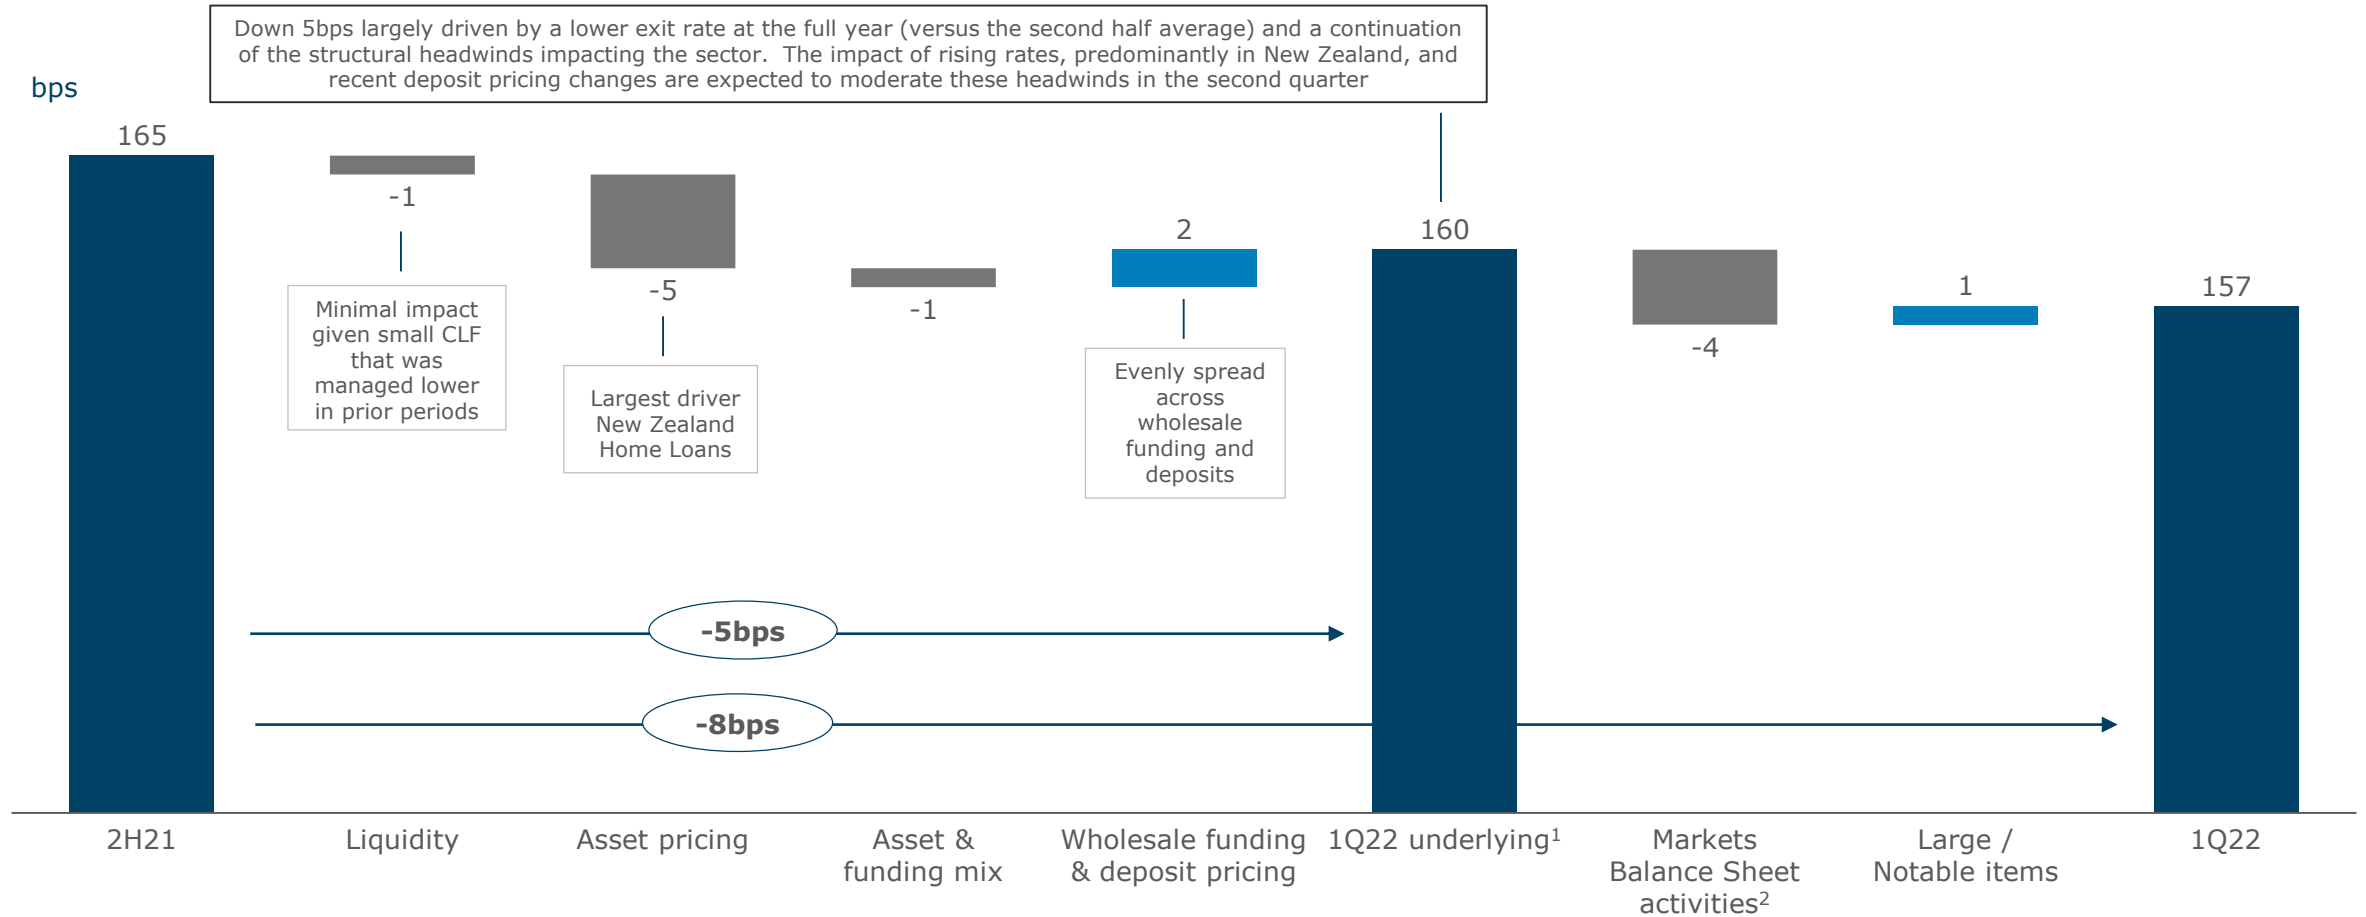 Down 5bps largely driven by a lower exit rate at the full year (versus the second half average) and a continuation
of the structural headwinds impacting the sector.  The impact of rising rates, predominantly in New Zealand, and
recent deposit pricing changes are expected to moderate these headwinds in the second quarter
bps
165
-1
-5
-1
2
160
-4
1
157
Minimal impact
given small CLF
that was
managed lower
in prior periods
Largest driver
New Zealand
Home Loans
Evenly spread
across
wholesale
funding and
deposits
-5bps
-8bps
2H21
Liquidity
Asset pricing
Asset &
funding mix
Wholesale funding
& deposit pricing
1Q22 underlying¹
Markets
Balance Sheet
activities²
Large /
Notable items
1Q22